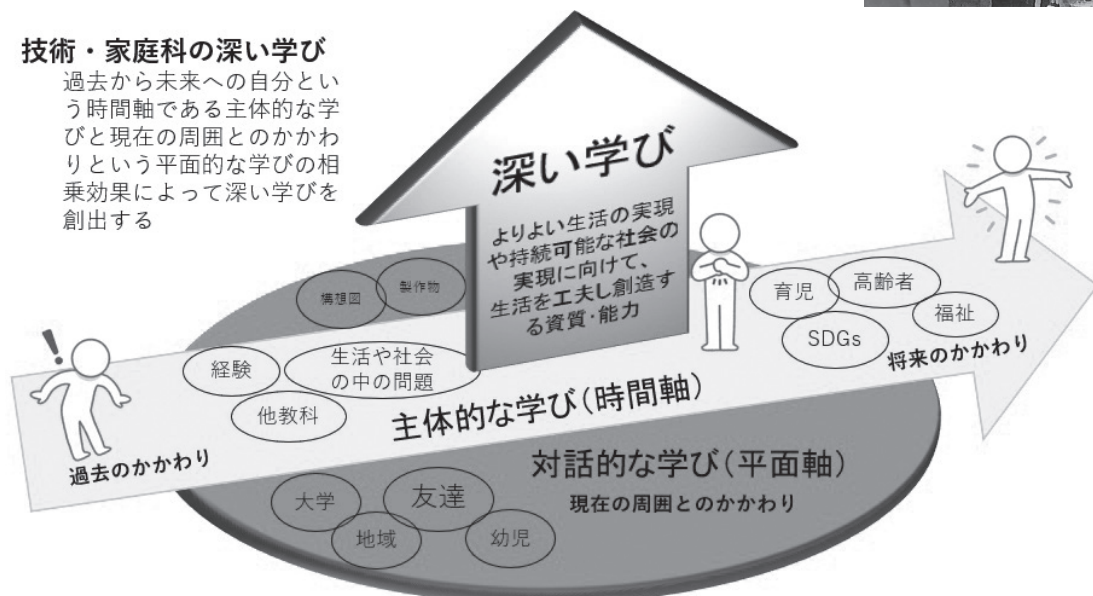 技術・家庭科の深い学び
過去から未来への自分とい
う時間軸である主体的な学
びと現在の周囲とのかかわ
りという平面的な学びの相
乗効果によって深い学びを
創出する
深い学び
よりよい生活の実現
や持続可能な社会の
実現に向けて、
生活を工夫し創造す
る資質・能力
構想図
製作物
育児
高齢者
福祉
SDGs
将来のかかわり
!
経験
生活や社会
の中の問題
他教科
主体的な学び(時間軸)
過去のかかわり
対話的な学び(平面軸)
現在の周囲とのかかわり
大学
友達
地域
幼児